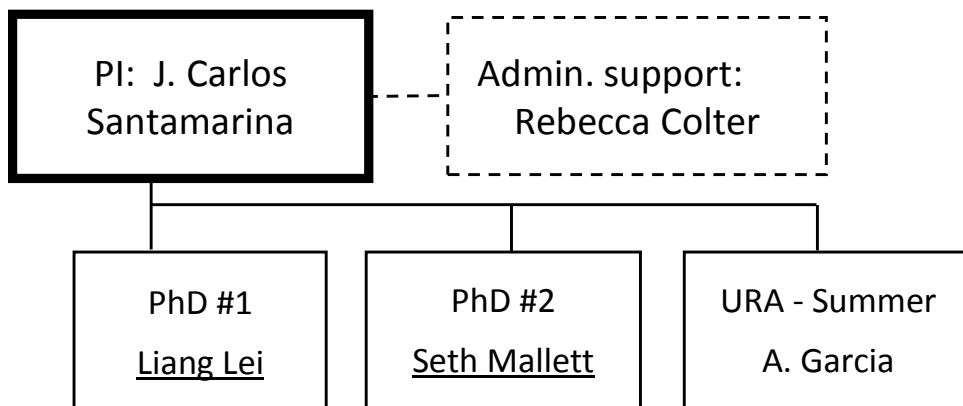 PI: J. Carlos
Santamarina
Admin. support:
Rebecca Colter
PhD #1
Liang Lei
PhD #2
Seth Mallett
URA - Summer
A. Garcia